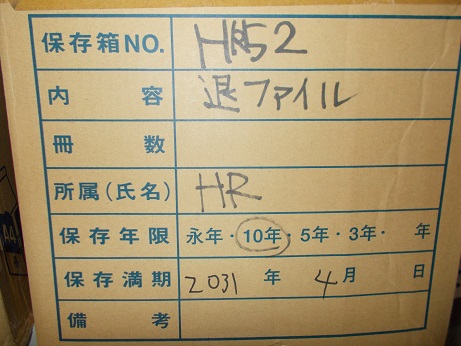 保存箱NO. H52
内容 退ファイル
冊数
所属(氏名) HR
保存年限 永年・10年・5年・3年・ 年
保存満期 2031年 4月 日
備考
A4